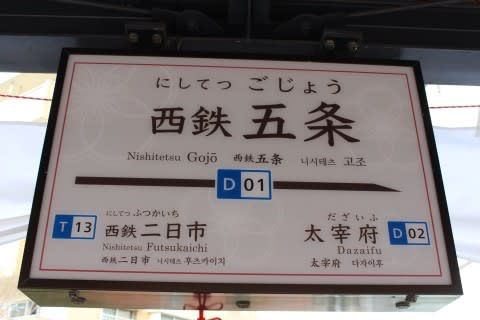 にしてつ ごじょう
西鉄 五条
Nishitetsu Gojō 西鉄 五条 니시테츠 고조
D 01
T 13
にしてつ ふつかいち
西鉄 二日市
Nishitetsu Futsukaichi
西鉄 二日市 니시테츠 후츠카이치
だざいふ
太宰府
Dazaifu
太宰府 다자이후
D 02